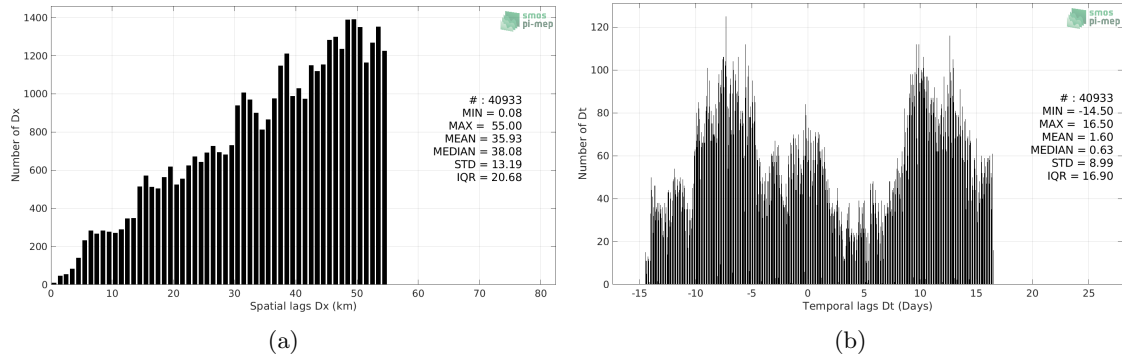 1400
1200
1000
800
600
400
200
0
Number of Dx
smos
pi-mep
# : 40933
MIN = 0.08
MAX = 55.00
MEAN = 35.93
MEDIAN = 38.08
STD = 13.19
IQR = 20.68
0 10 20 30 40 50 60 70 80
Spatial lags Dx (km)
(a)
120
100
80
60
40
20
0
Number of Dt
smos
pi-mep
# : 40933
MIN = -14.50
MAX = 16.50
MEAN = 1.60
MEDIAN = 0.63
STD = 8.99
IQR = 16.90
-15 -10 -5 0 5 10 15 20 25
Temporal lags Dt (Days)
(b)